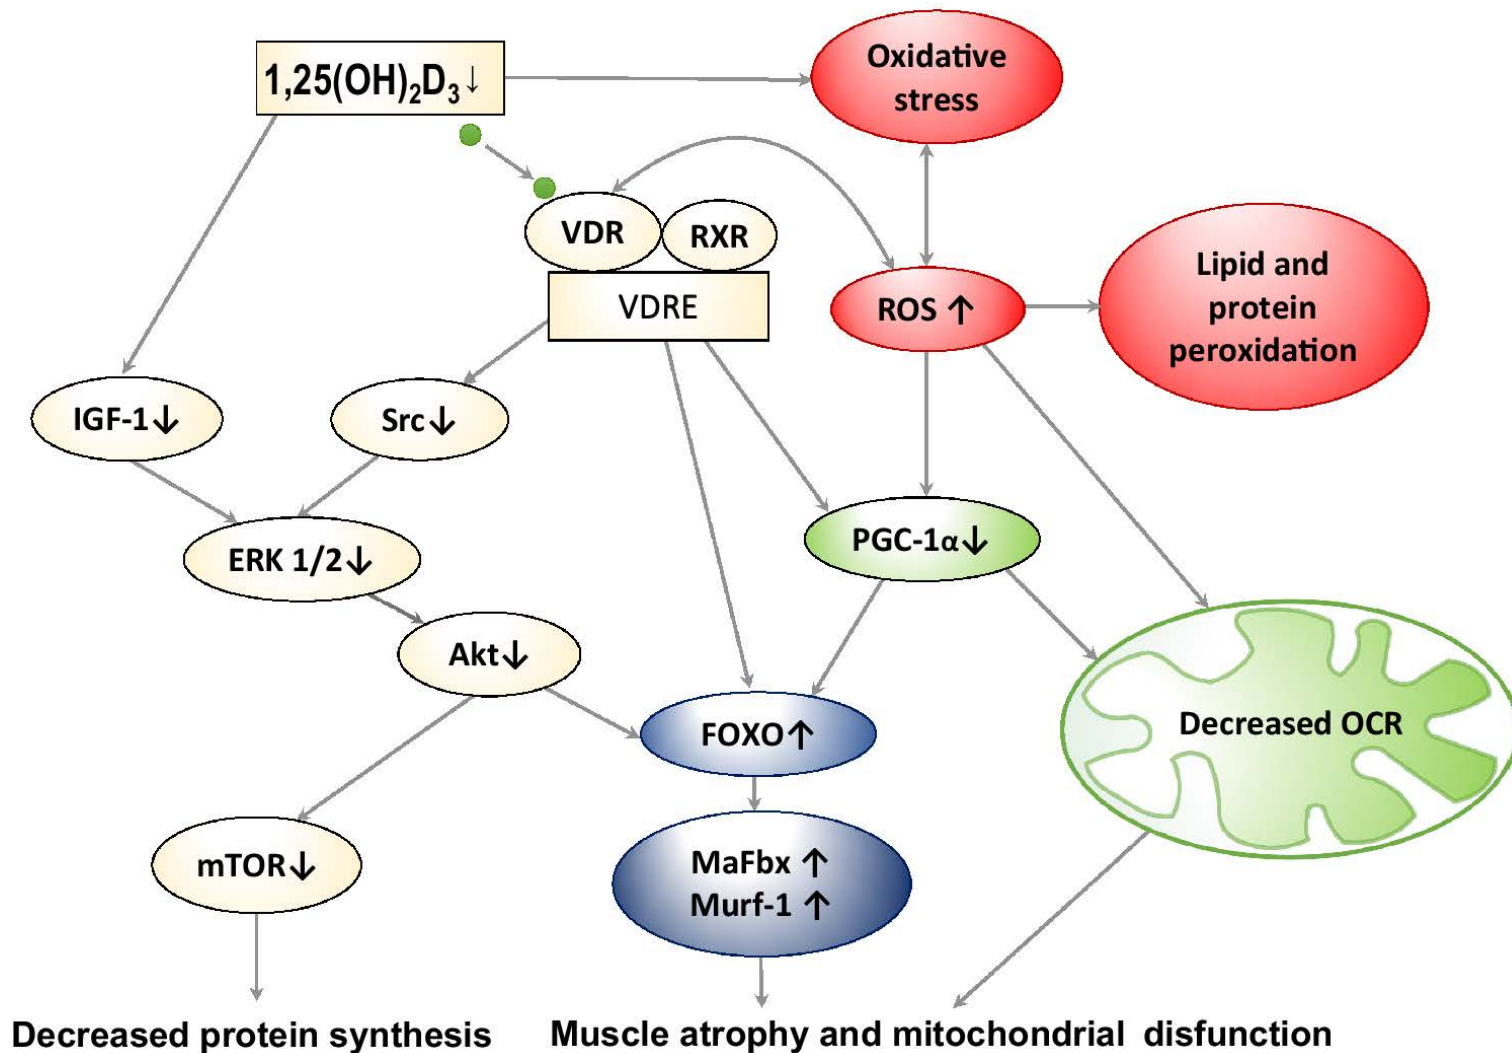 1,25(OH)₂D₃↓
Oxidative
stress
VDR
RXR
VDRE
ROS ↑
Lipid and
protein
peroxidation
IGF-1↓
Src↓
ERK 1/2↓
PGC-1α↓
Akt↓
FOXO↑
Decreased OCR
mTOR↓
MaFbx ↑
Murf-1 ↑
Decreased protein synthesis
Muscle atrophy and mitochondrial disfunction